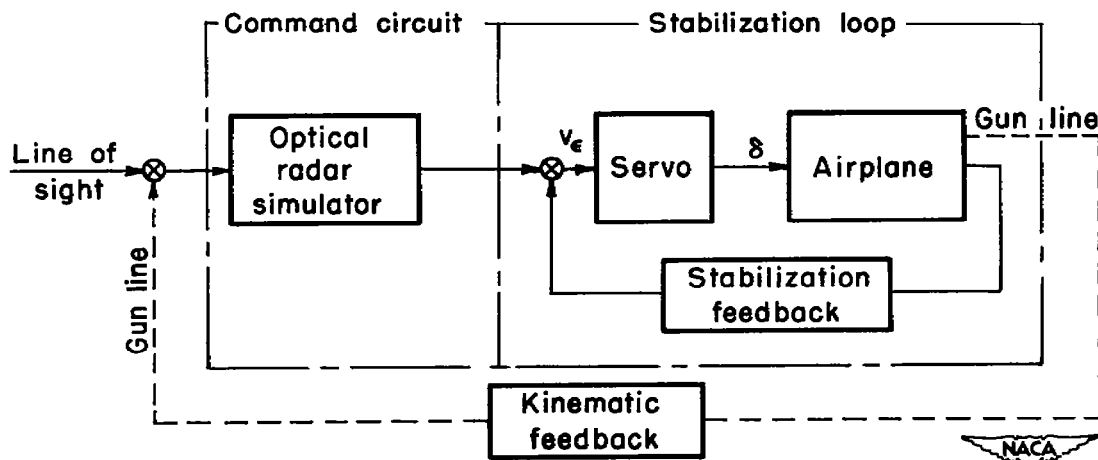 Command circuit
Stabilization loop
Line of
sight
Optical
radar
simulator
Vϵ
Servo
δ
Airplane
Gun line
Stabilization
feedback
Gun line
Kinematic
feedback
NACA